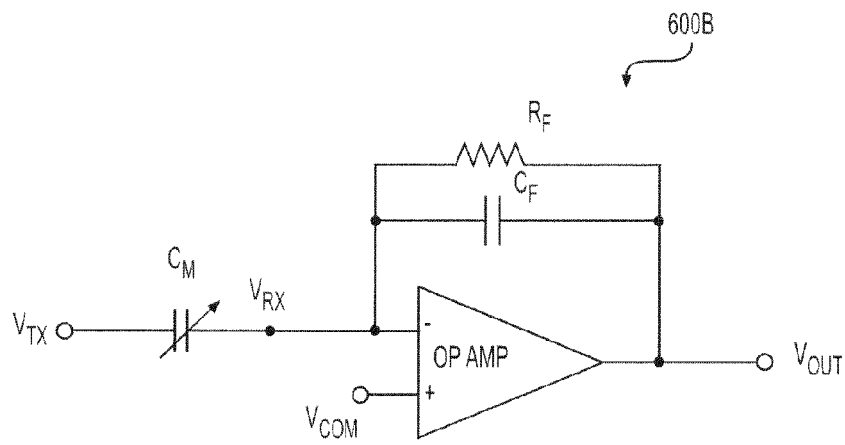 600B
R_F
C_F
C_M
V_RX
V_TX
-
OP AMP
+
V_COM
V_OUT